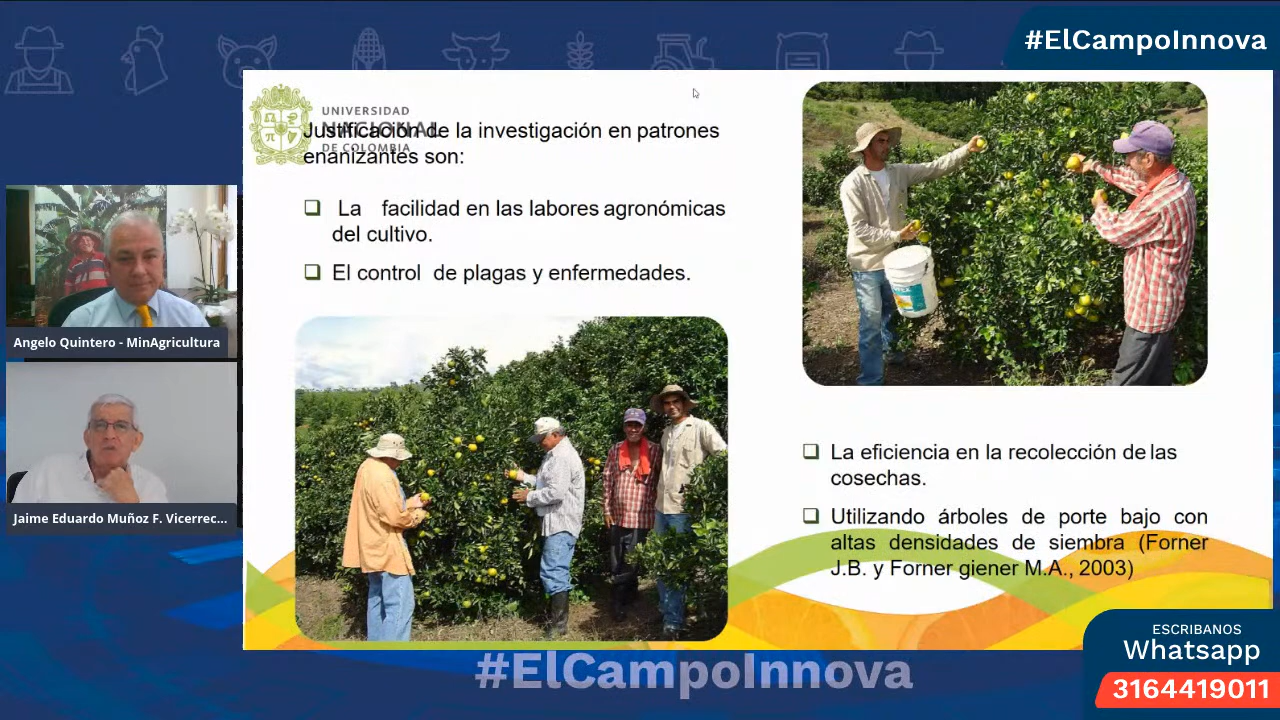 #ElCampoInnova
UNIVERSIDAD
NACIONAL
DE COLOMBIA
Justificación de la investigación en patrones
enanizantes son:
❑ La facilidad en las labores agronómicas
del cultivo.
❑ El control de plagas y enfermedades.
❑ La eficiencia en la recolección de las
cosechas.
❑ Utilizando árboles de porte bajo con
altas densidades de siembra (Forner
J.B. y Forner giener M.A., 2003)
Angelo Quintero - MinAgricultura
Jaime Eduardo Muñoz F. Vicerrec...
#ElCampoInnova
ESCRIBANOS
Whatsapp
3164419011